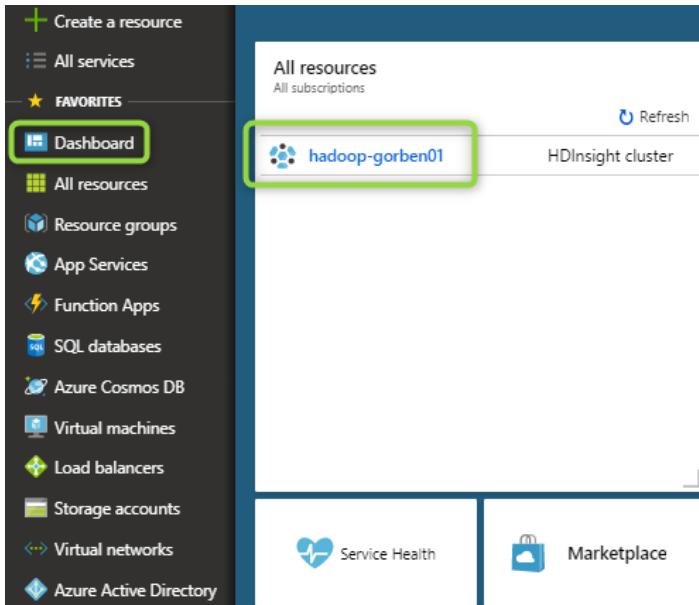 Create a resource
All services
FAVORITES
Dashboard
All resources
Resource groups
App Services
Function Apps
SQL
SQL databases
Azure Cosmos DB
Virtual machines
Load balancers
Storage accounts
Virtual networks
Azure Active Directory
All resources
All subscriptions
Refresh
hadoop-gorben01 HDInsight cluster
Service Health
Marketplace